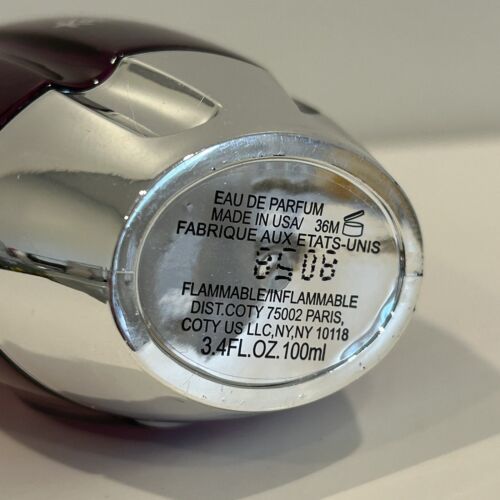 EAU DE PARFUM
MADE IN USA/ 36M
FABRIQUE AUX ETATS-UNIS
FLAMMABLE/INFLAMMABLE
DIST.COTY 75002 PARIS,
COTY US LLC,NY,NY 10118
3.4FL.OZ.100ml